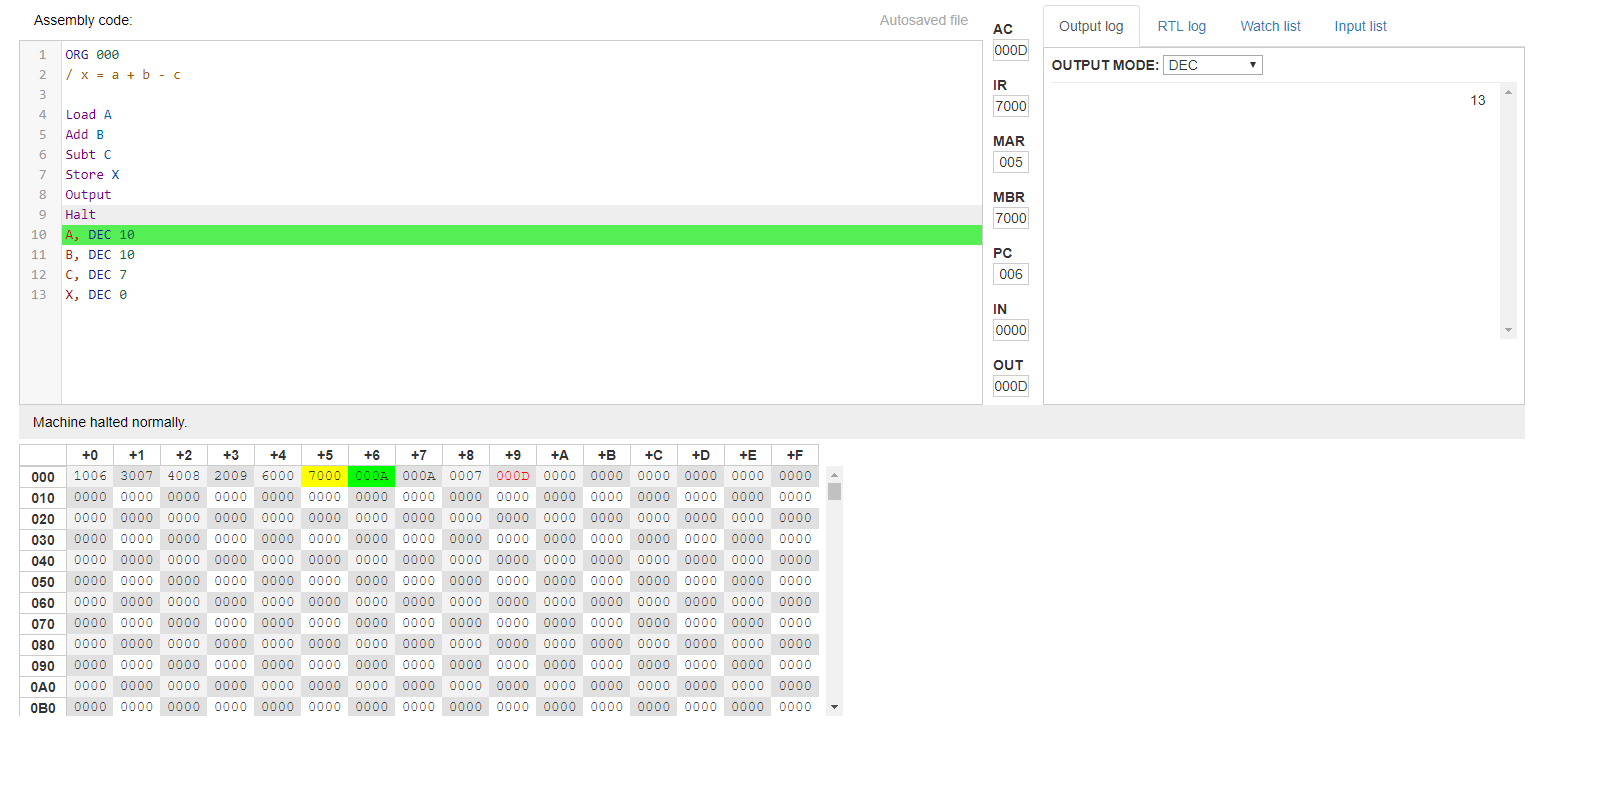 Assembly code:
Autosaved file
1 ORG 000
2 / x = a + b - c
3
4 Load A
5 Add B
6 Subt C
7 Store X
8 Output
9 Halt
10 A, DEC 10
11 B, DEC 10
12 C, DEC 7
13 X, DEC 0
AC
000D
IR
7000
MAR
005
MBR
7000
PC
006
IN
0000
OUT
000D
Output log RTL log Watch list Input list
OUTPUT MODE: DEC
13
Machine halted normally.
+0 +1 +2 +3 +4 +5 +6 +7 +8 +9 +A +B +C +D +E +F
000 1006 3007 4008 2009 6000 7000 000A 000A 0007 000D 0000 0000 0000 0000 0000 0000
010 0000 0000 0000 0000 0000 0000 0000 0000 0000 0000 0000 0000 0000 0000 0000 0000
020 0000 0000 0000 0000 0000 0000 0000 0000 0000 0000 0000 0000 0000 0000 0000 0000
030 0000 0000 0000 0000 0000 0000 0000 0000 0000 0000 0000 0000 0000 0000 0000 0000
040 0000 0000 0000 0000 0000 0000 0000 0000 0000 0000 0000 0000 0000 0000 0000 0000
050 0000 0000 0000 0000 0000 0000 0000 0000 0000 0000 0000 0000 0000 0000 0000 0000
060 0000 0000 0000 0000 0000 0000 0000 0000 0000 0000 0000 0000 0000 0000 0000 0000
070 0000 0000 0000 0000 0000 0000 0000 0000 0000 0000 0000 0000 0000 0000 0000 0000
080 0000 0000 0000 0000 0000 0000 0000 0000 0000 0000 0000 0000 0000 0000 0000 0000
090 0000 0000 0000 0000 0000 0000 0000 0000 0000 0000 0000 0000 0000 0000 0000 0000
0A0 0000 0000 0000 0000 0000 0000 0000 0000 0000 0000 0000 0000 0000 0000 0000 0000
0B0 0000 0000 0000 0000 0000 0000 0000 0000 0000 0000 0000 0000 0000 0000 0000 0000